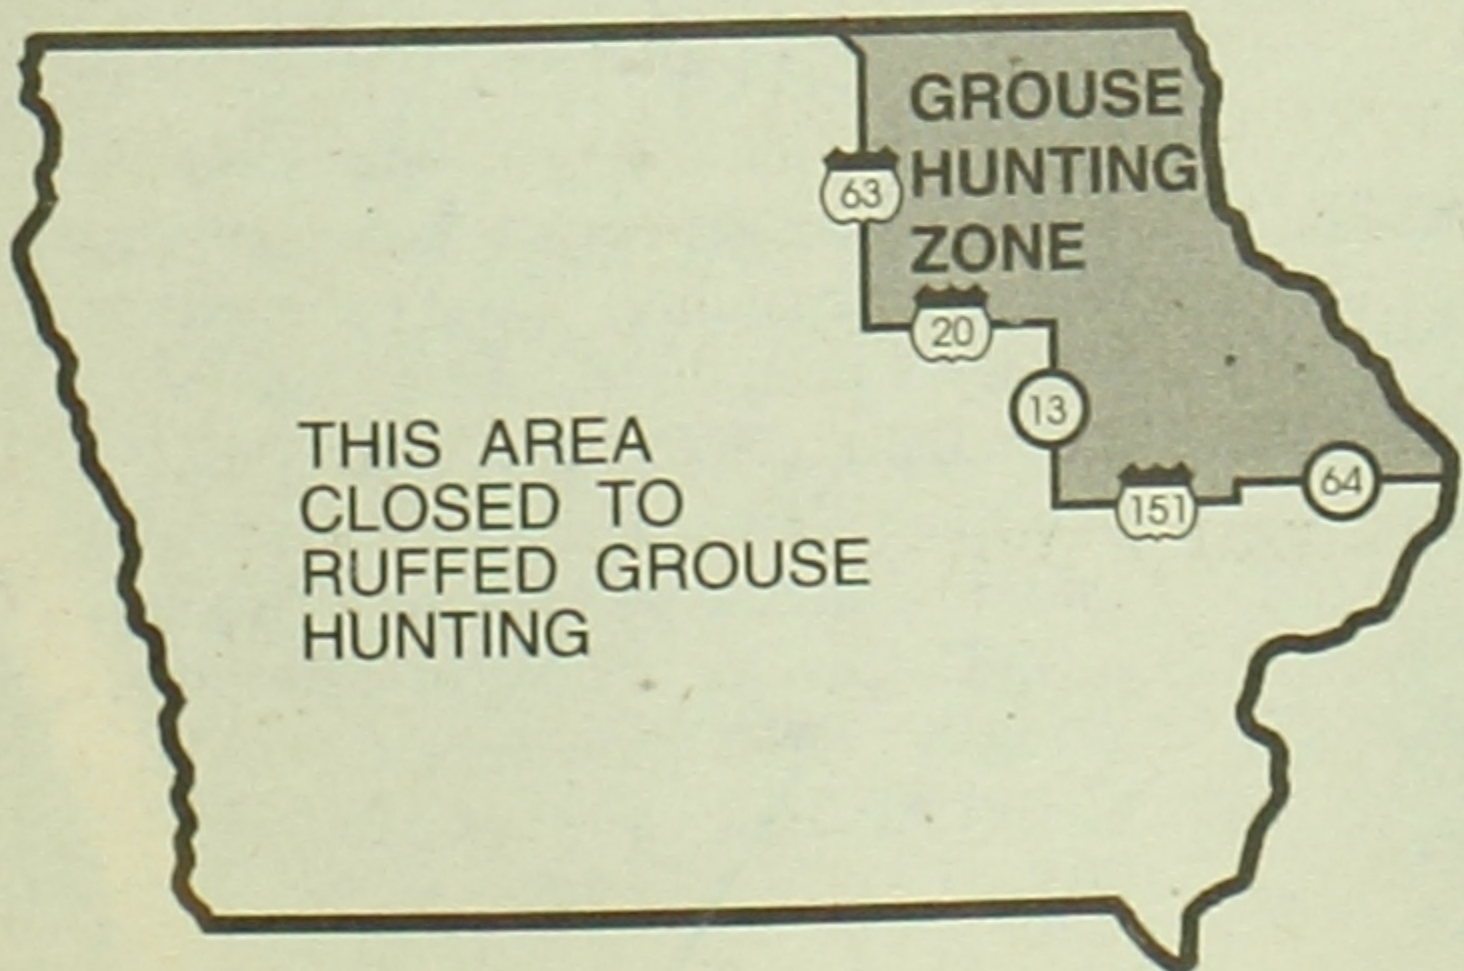 GROUSE
HUNTING
ZONE
63
20
13
151
64
THIS AREA
CLOSED TO
RUFFED GROUSE
HUNTING